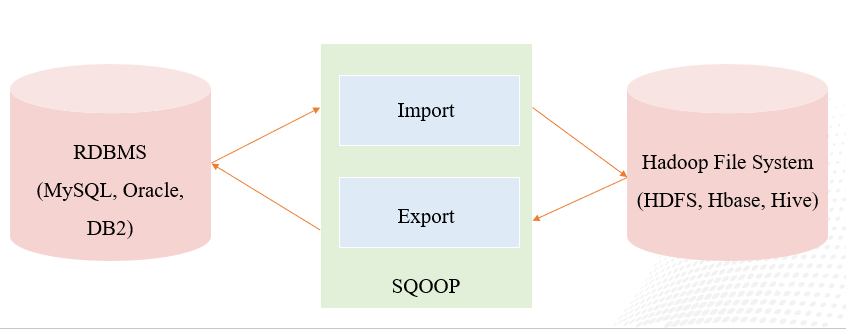 RDBMS
(MySQL, Oracle,
DB2)
Import
Export
SQOOP
Hadoop File System
(HDFS, Hbase, Hive)